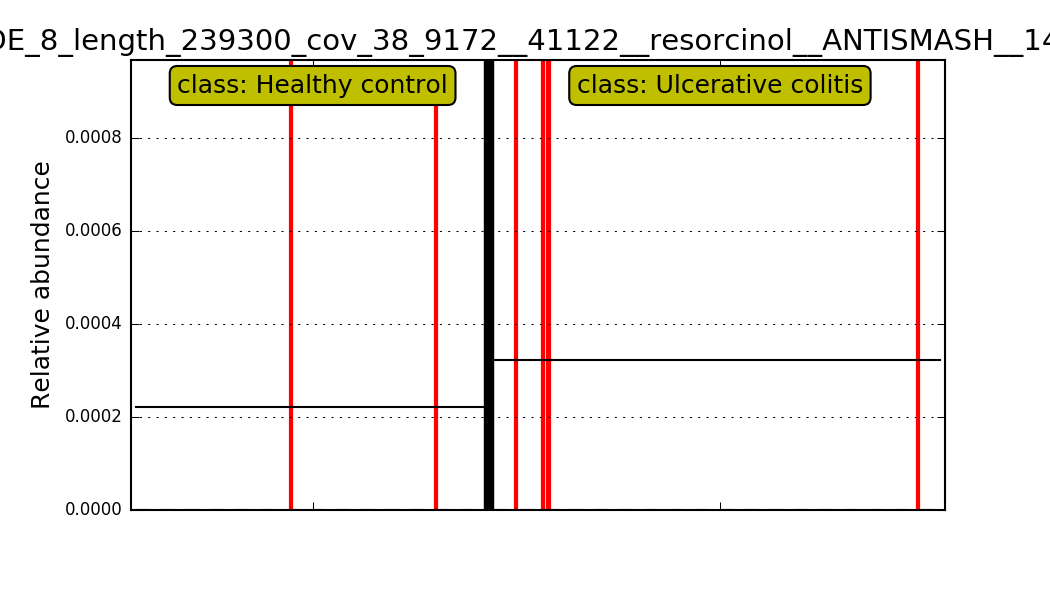 DE_8_length_239300_cov_38_9172__41122__resorcinol__ANTISMASH__14
class: Healthy control
class: Ulcerative colitis
Relative abundance
0.0008
0.0006
0.0004
0.0002
0.0000